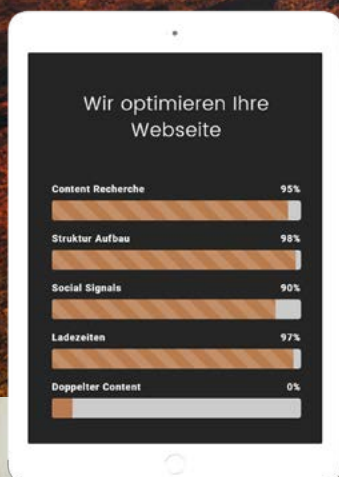 Wir optimieren Ihre
Webseite
Content Recherche 95%
Struktur Aufbau 98%
Social Signals 90%
Ladezeiten 97%
Doppelter Content 0%